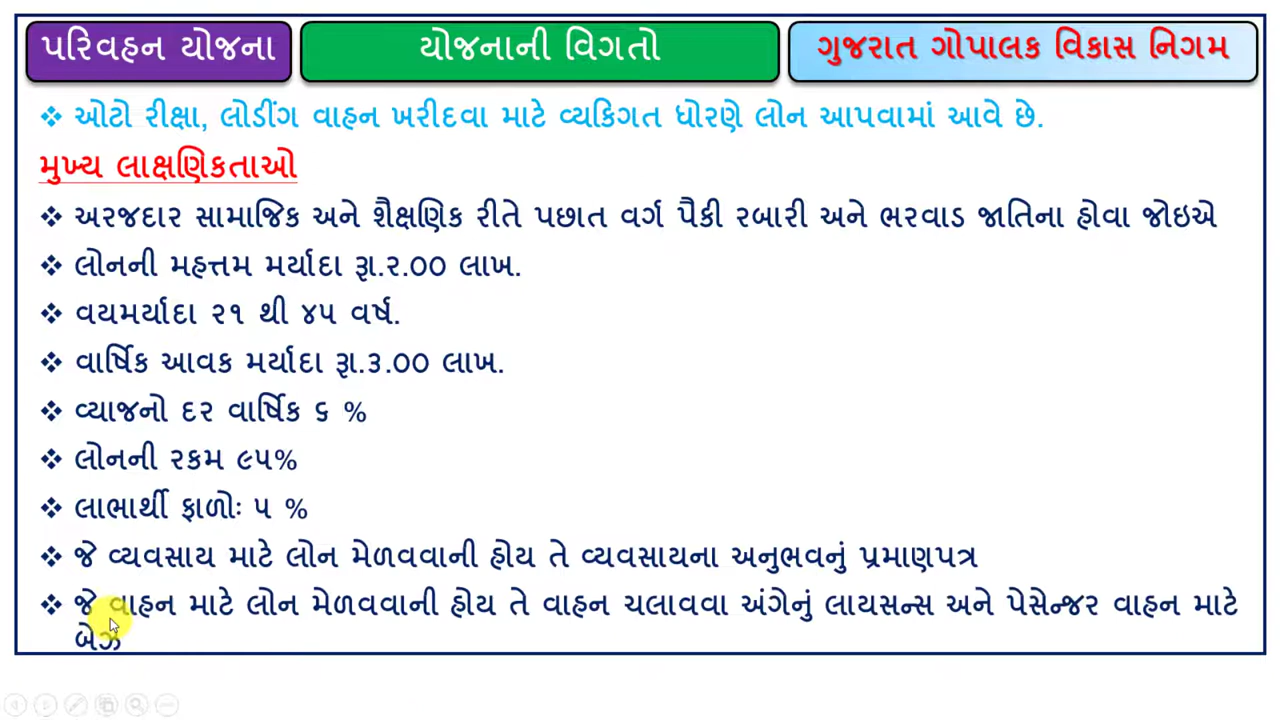 પરિવહન યોજના
યોજનાની વિગતો
ગુજરાત ગોપાલક વિકાસ નિગમ
❖ ઓટો રીક્ષા, લોડીંગ વાહન ખરીદવા માટે વ્યકિગત ધોરણે લોન આપવામાં આવે છે.
મુખ્ય લાક્ષણિકતાઓ
❖ અરજદાર સામાજિક અને શૈક્ષણિક રીતે પછાત વર્ગ પૈકી રબારી અને ભરવાડ જાતિના હોવા જોઇએ
❖ લોનની મહત્તમ મર્યાદા રૂા.૨.00 લાખ.
❖ વયમર્યાદા ૨૧ થી ૪૫ વર્ષ.
❖ વાર્ષિક આવક મર્યાદા રૂા.૩.00 લાખ.
❖ વ્યાજનો દર વાર્ષિક ૬ %
❖ લોનની રકમ ૯૫%
❖ લાભાર્થી ફાળોઃ ૫ %
❖ જે વ્યવસાય માટે લોન મેળવવાની હોય તે વ્યવસાયના અનુભવનું પ્રમાણપત્ર
❖ જે વાહન માટે લોન મેળવવાની હોય તે વાહન ચલાવવા અંગેનું લાયસન્સ અને પેસેન્જર વાહન માટે
બેઝ